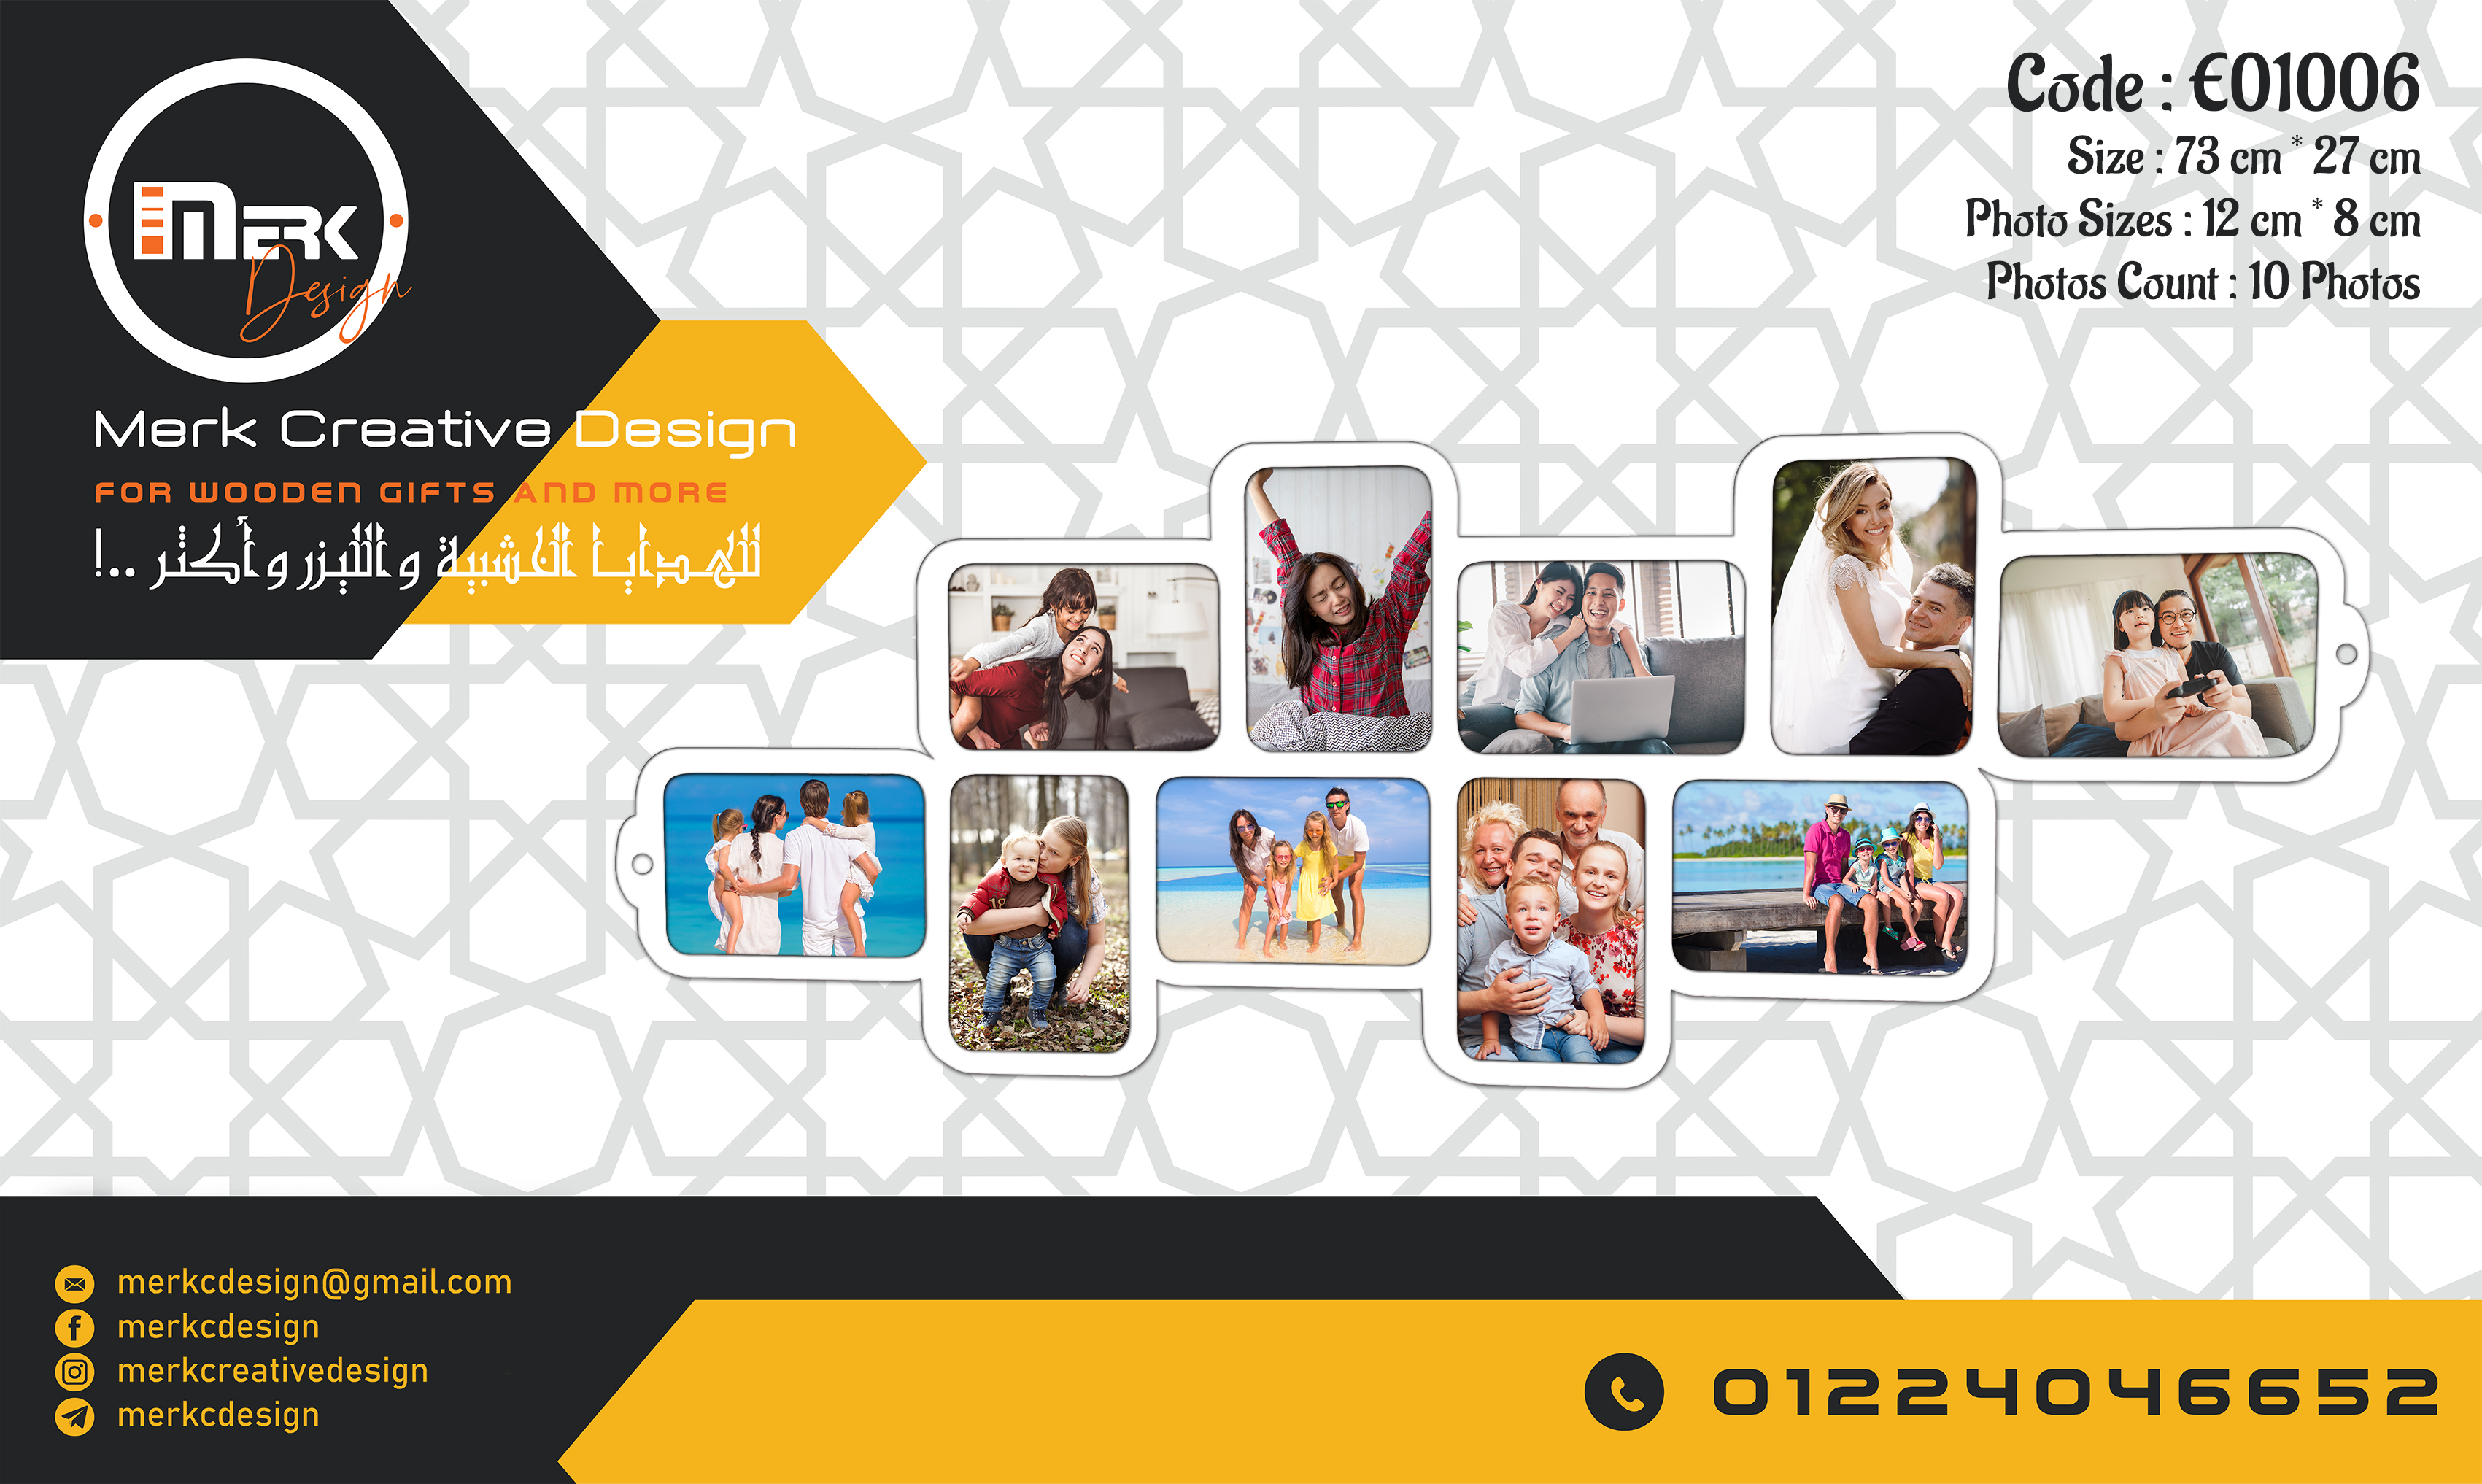 MERK
Design
Merk Creative Design
FOR WOODEN GIFTS AND MORE
للهدايا الخشبية والليزر وأكثر ..!
Code : E01006
Size : 73 cm * 27 cm
Photo Sizes : 12 cm * 8 cm
Photos Count : 10 Photos
merkcdesign@gmail.com
merkcdesign
merkcreativedesign
merkcdesign
01224046652